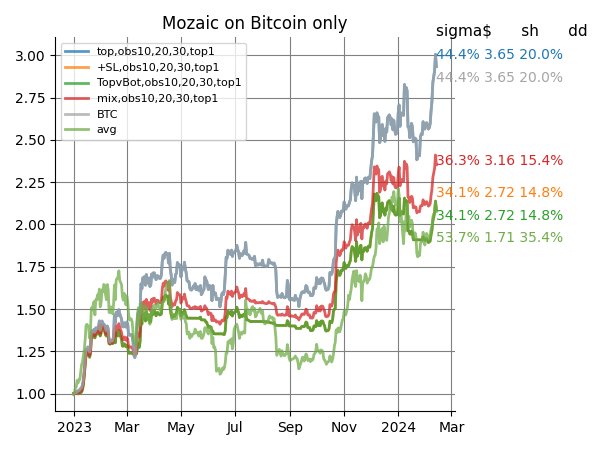 Mozaic on Bitcoin only
sigma$ sh dd
top,obs10,20,30,top1
+SL,obs10,20,30,top1
TopvBot,obs10,20,30,top1
mix,obs10,20,30,top1
BTC
avg
44.4% 3.65 20.0%
44.4% 3.65 20.0%
36.3% 3.16 15.4%
34.1% 2.72 14.8%
34.1% 2.72 14.8%
53.7% 1.71 35.4%
3.00
2.75
2.50
2.25
2.00
1.75
1.50
1.25
1.00
2023 Mar May Jul Sep Nov 2024 Mar